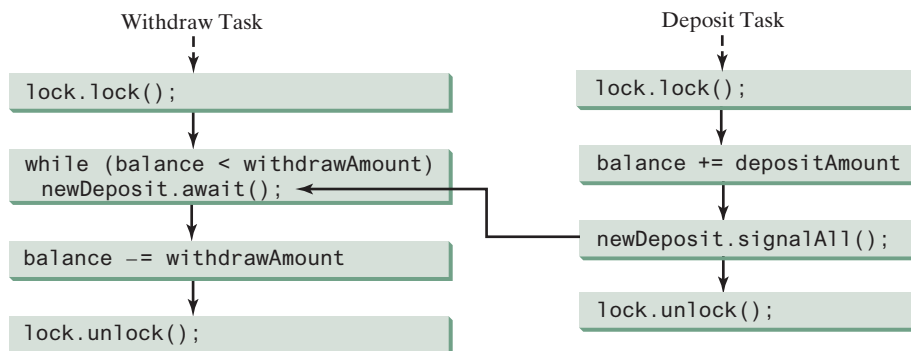 Withdraw Task
lock.lock();
while (balance < withdrawAmount)
newDeposit.await();
balance −= withdrawAmount
lock.unlock();
Deposit Task
lock.lock();
balance += depositAmount
newDeposit.signalAll();
lock.unlock();